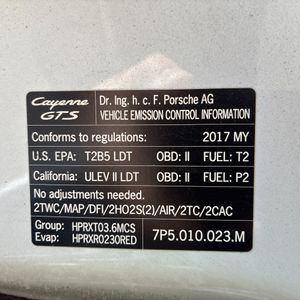 Cayenne GTS Dr. Ing. h. c. F. Porsche AG
VEHICLE EMISSION CONTROL INFORMATION
Conforms to regulations: 2017 MY
U.S. EPA: T2B5 LDT OBD: II FUEL: T2
California: ULEV II LDT OBD: II FUEL: P2
No adjustments needed.
2TWC/MAP/DFI/2HO2S(2)/AIR/2TC/2CAC
Group: HPRXT03.6MCS
Evap: HPRXR0230RED 7P5.010.023.M